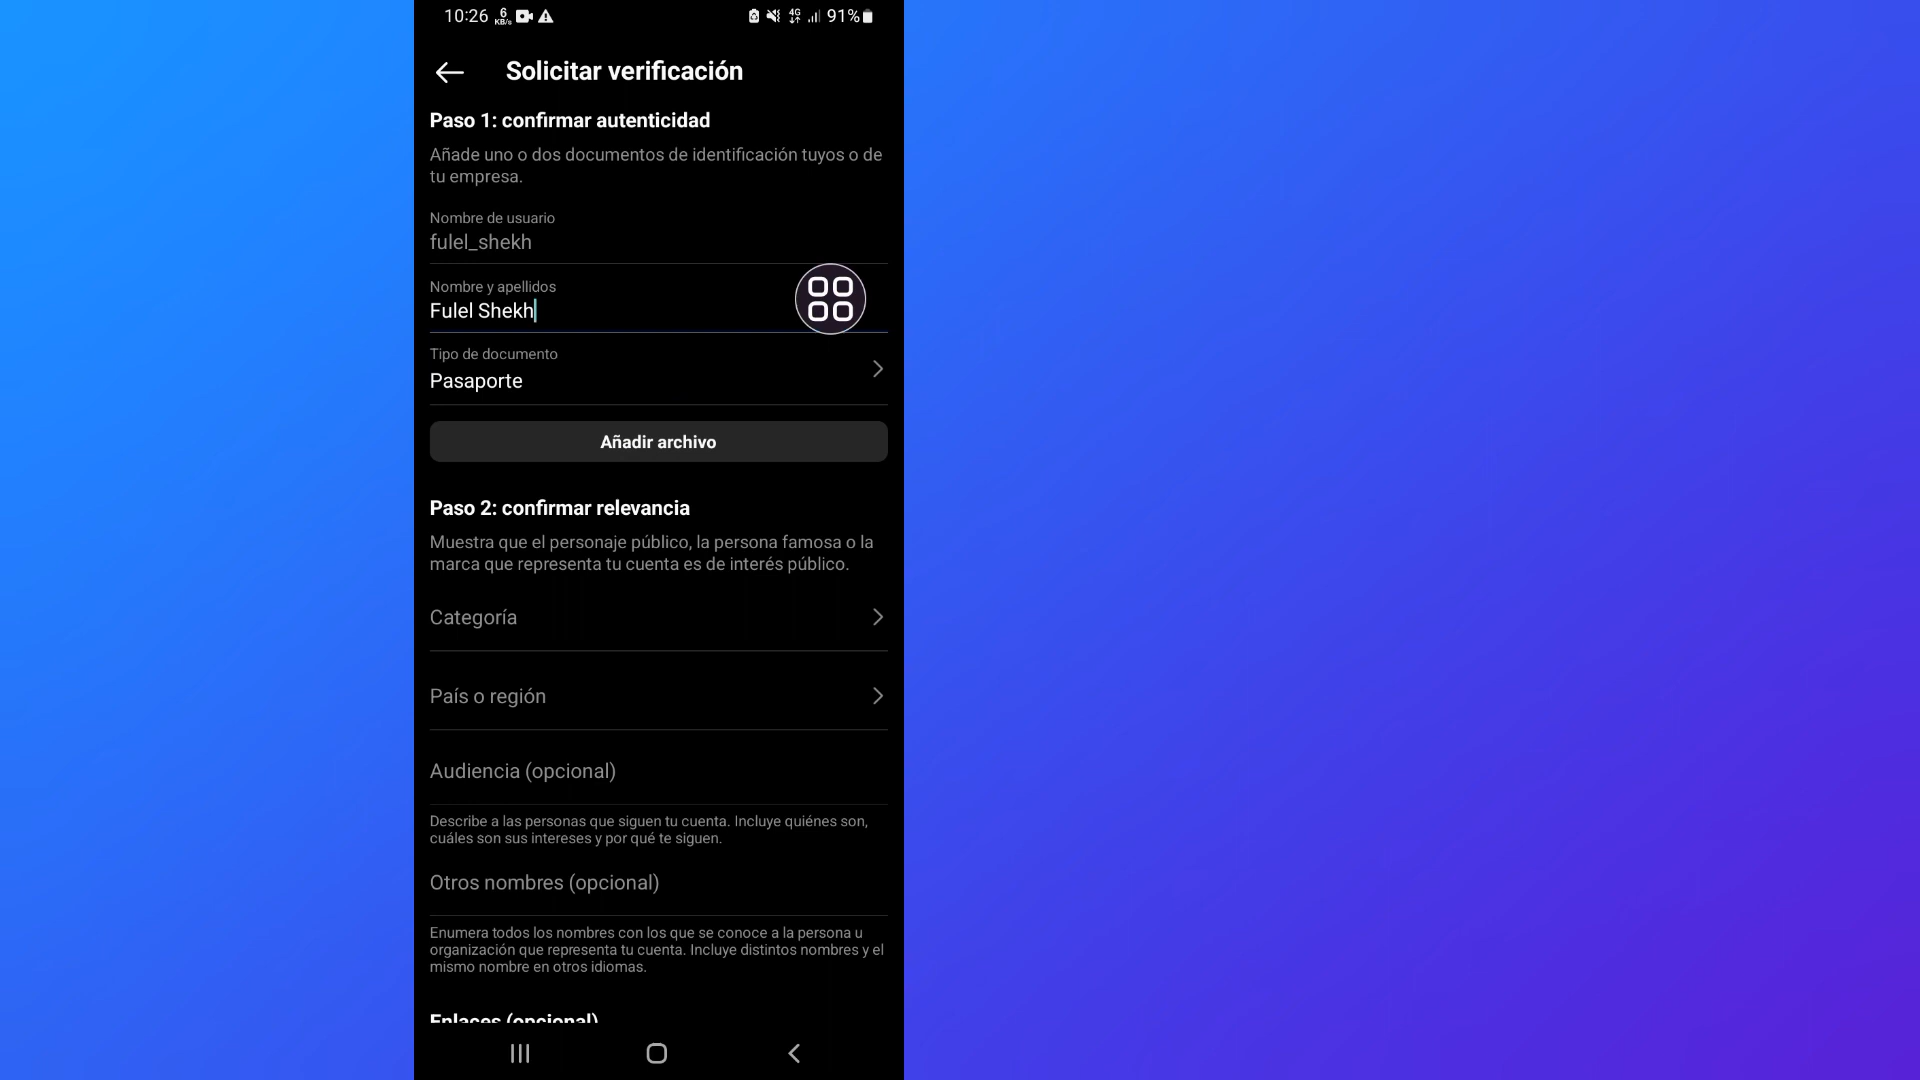 10:26 6 KB/s 4G 91%
Solicitar verificación
Paso 1: confirmar autenticidad
Añade uno o dos documentos de identificación tuyos o de
tu empresa.
Nombre de usuario
fulel_shekh
Nombre y apellidos
Fulel Shekh
Tipo de documento
Pasaporte
Añadir archivo
Paso 2: confirmar relevancia
Muestra que el personaje público, la persona famosa o la
marca que representa tu cuenta es de interés público.
Categoría
País o región
Audiencia (opcional)
Describe a las personas que siguen tu cuenta. Incluye quiénes son,
cuáles son sus intereses y por qué te siguen.
Otros nombres (opcional)
Enumera todos los nombres con los que se conoce a la persona u
organización que representa tu cuenta. Incluye distintos nombres y el
mismo nombre en otros idiomas.
Enlaces (opcional)